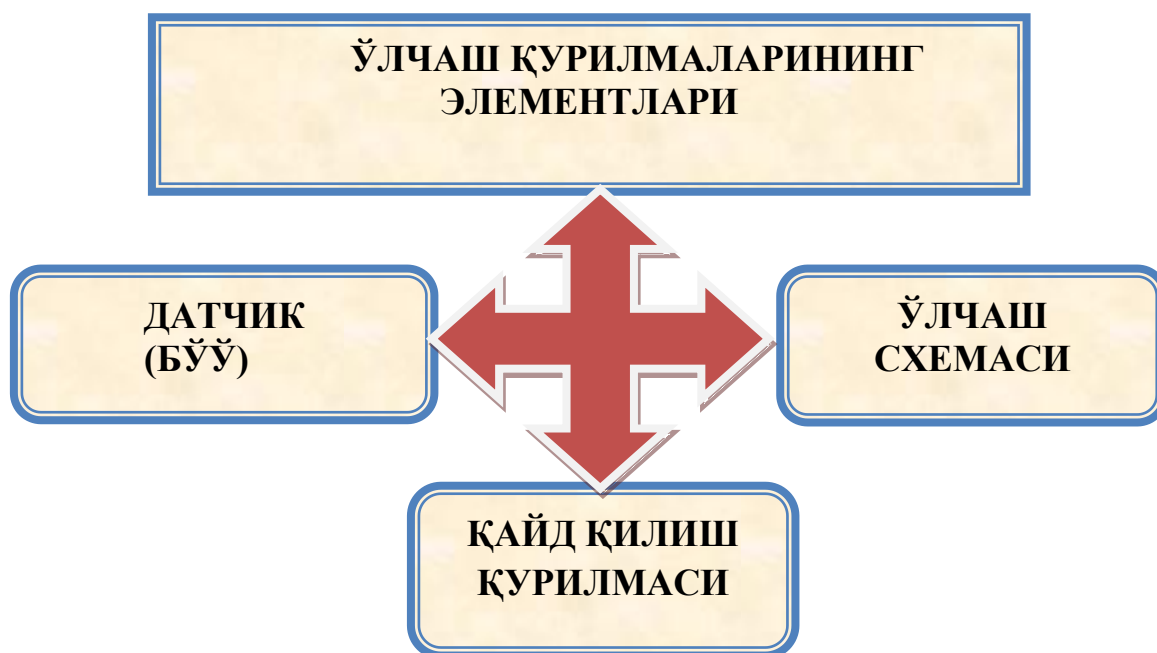 ЎЛЧАШ ҚУРИЛМАЛАРИНИНГ
ЭЛЕМЕНТЛАРИ
ДАТЧИК
(БЎЎ)
ЎЛЧАШ
СХЕМАСИ
ҚАЙД ҚИЛИШ
ҚУРИЛМАСИ